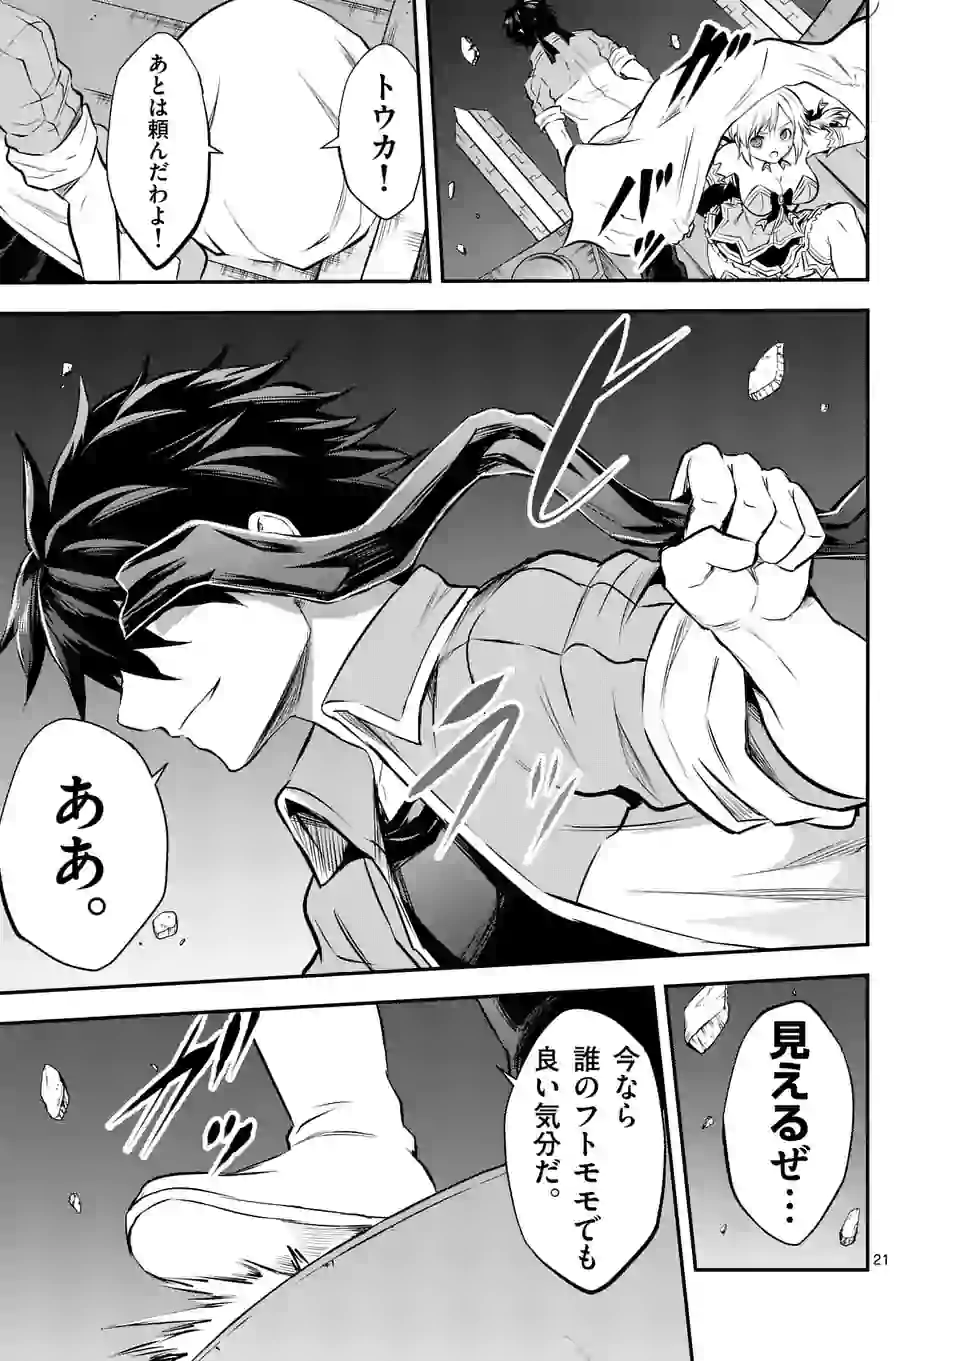 トウカ！
あとは頼んだわよ！
ああ。
見えるぜ…
今なら
誰のフトモモでも
良い気分だ。
21